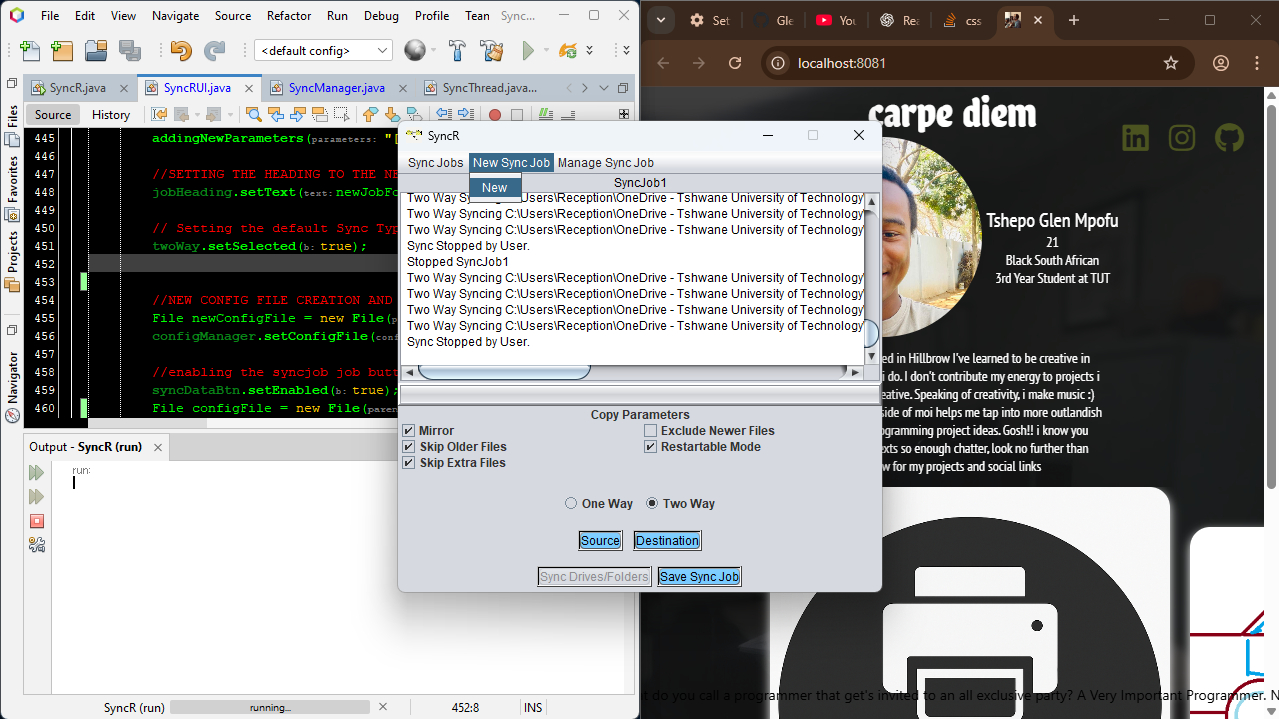 File Edit View Navigate Source Refactor Run Debug Profile Team Sync...
<default config>
SyncR.java SyncRUI.java SyncManager.java SyncThread.java
Source History
Files
Favorites
Projects
Navigator
445 addingNewParameters(parameters: "[
446
447 //SETTING THE HEADING TO THE NE
448 jobHeading.setText(text:newJobFo
449
450 // Setting the default Sync Typ
451 twoWay.setSelected(b: true);
452
453
454 //NEW CONFIG FILE CREATION AND
455 File newConfigFile = new File(p
456 configManager.setConfigFile(conf
457
458 //enabling the syncjob job butt
459 syncDataBtn.setEnabled(b: true);
460 File configFile = new File(paren
Output - SyncR (run)
run:
SyncR (run) running... 452:8 INS
SyncR
Sync Jobs New Sync Job Manage Sync Job
New
SyncJob1
Two Way Syncing C:\Users\Reception\OneDrive - Tshwane University of Technology
Two Way Syncing C:\Users\Reception\OneDrive - Tshwane University of Technology
Two Way Syncing C:\Users\Reception\OneDrive - Tshwane University of Technology
Sync Stopped by User.
Stopped SyncJob1
Two Way Syncing C:\Users\Reception\OneDrive - Tshwane University of Technology
Two Way Syncing C:\Users\Reception\OneDrive - Tshwane University of Technology
Two Way Syncing C:\Users\Reception\OneDrive - Tshwane University of Technology
Two Way Syncing C:\Users\Reception\OneDrive - Tshwane University of Technology
Sync Stopped by User.
Copy Parameters
Mirror Exclude Newer Files
Skip Older Files Restartable Mode
Skip Extra Files
One Way Two Way
Source Destination
Sync Drives/Folders Save Sync Job
Set Gle You Rea css
localhost:8081
carpe diem
Tshepo Glen Mpofu
21
Black South African
3rd Year Student at TUT
ed in Hillbrow I've learned to be creative in
i do. I don't contribute my energy to projects i
eative. Speaking of creativity, i make music :)
side of moi helps me tap into more outlandish
ogramming project ideas. Gosh!! i know you
exts so enough chatter, look no further than
w for my projects and social links
t do you call a programmer that get's invited to an all exclusive party? A Very Important Programmer. N